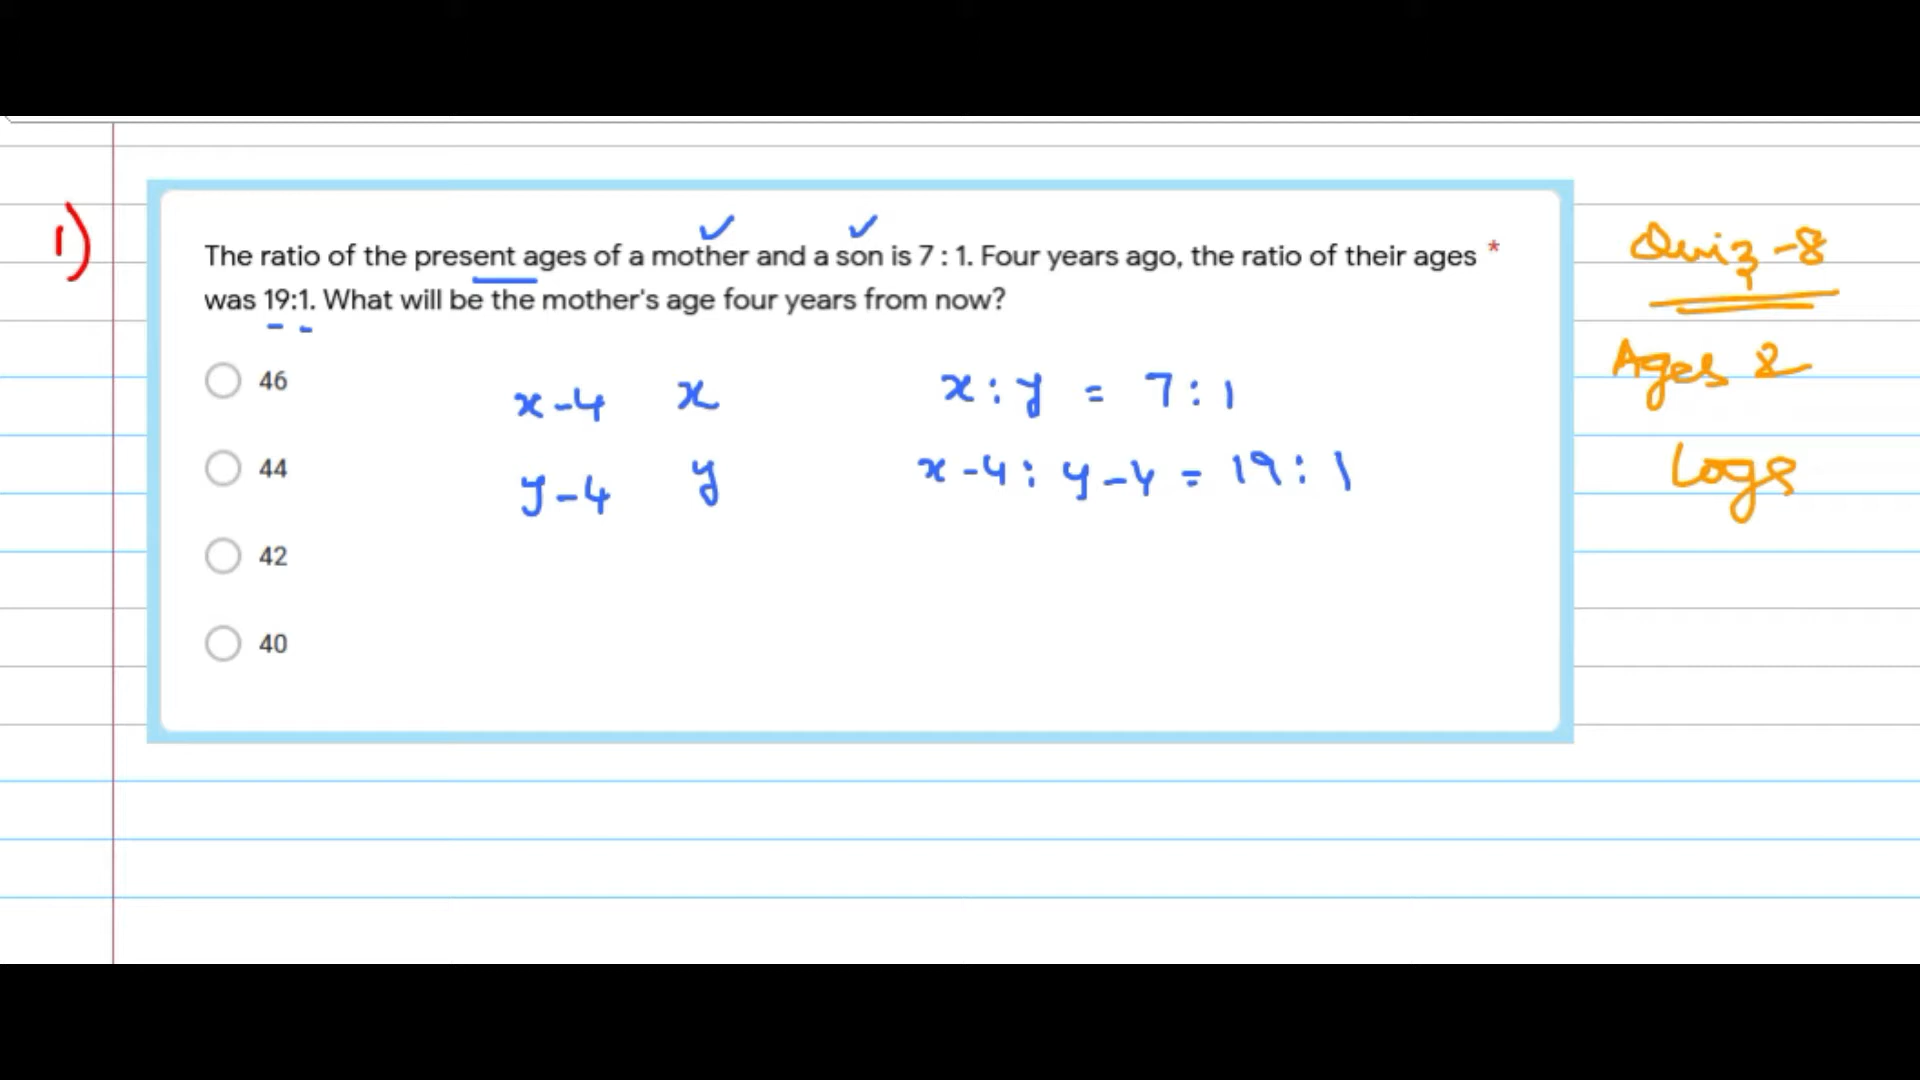 1)
The ratio of the present ages of a mother and a son is 7 : 1. Four years ago, the ratio of their ages *
was 19:1. What will be the mother's age four years from now?
46
44
42
40
x-4 x
y-4 y
x : y = 7 : 1
x-4 : y-4 = 19 : 1
Quiz-8
Ages &
Logs